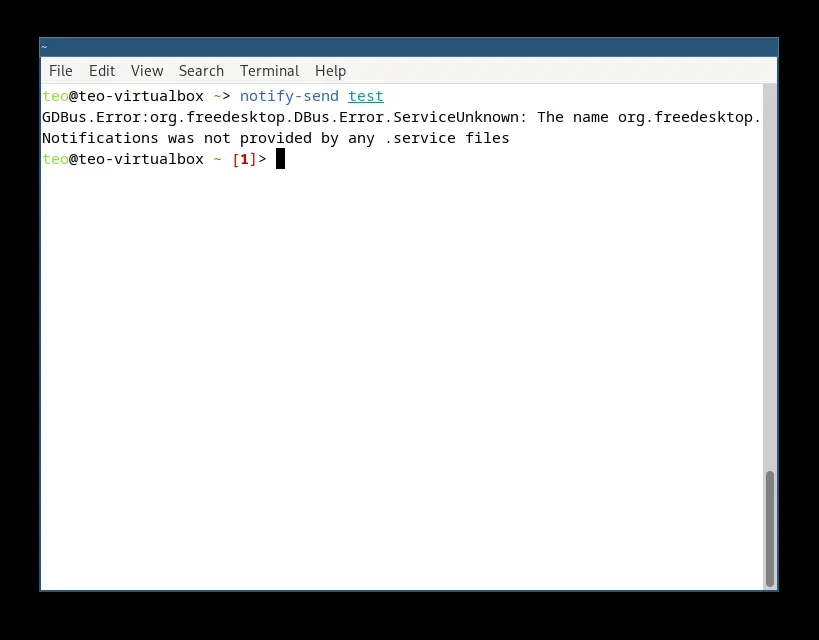 ~
File Edit View Search Terminal Help
teo@teo-virtualbox ~> notify-send test
GDBus.Error:org.freedesktop.DBus.Error.ServiceUnknown: The name org.freedesktop.
Notifications was not provided by any .service files
teo@teo-virtualbox ~ [1]>